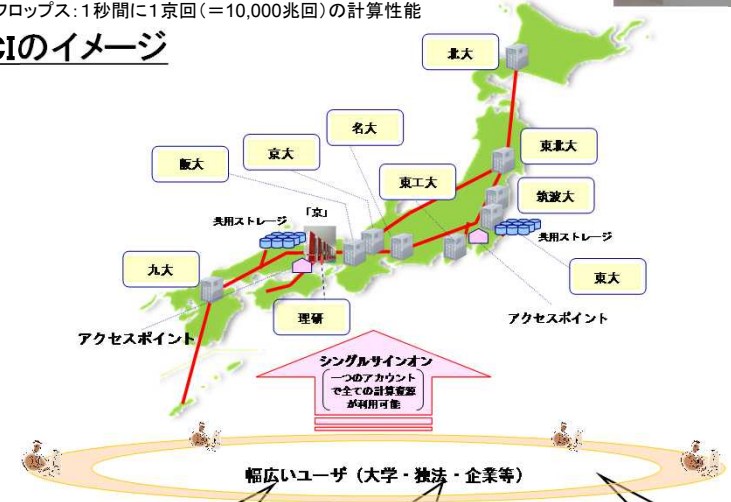 フロップス:1秒間に1京回(=10,000兆回)の計算性能
CIのイメージ
北大
名大
京大
阪大
東北大
東工大
筑波大
「京」
共用ストレージ
共用ストレージ
九大
東大
理研
アクセスポイント
アクセスポイント
シングルサインオン
一つのアカウント
で全ての計算資源
が利用可能
幅広いユーザ(大学・独法・企業等)